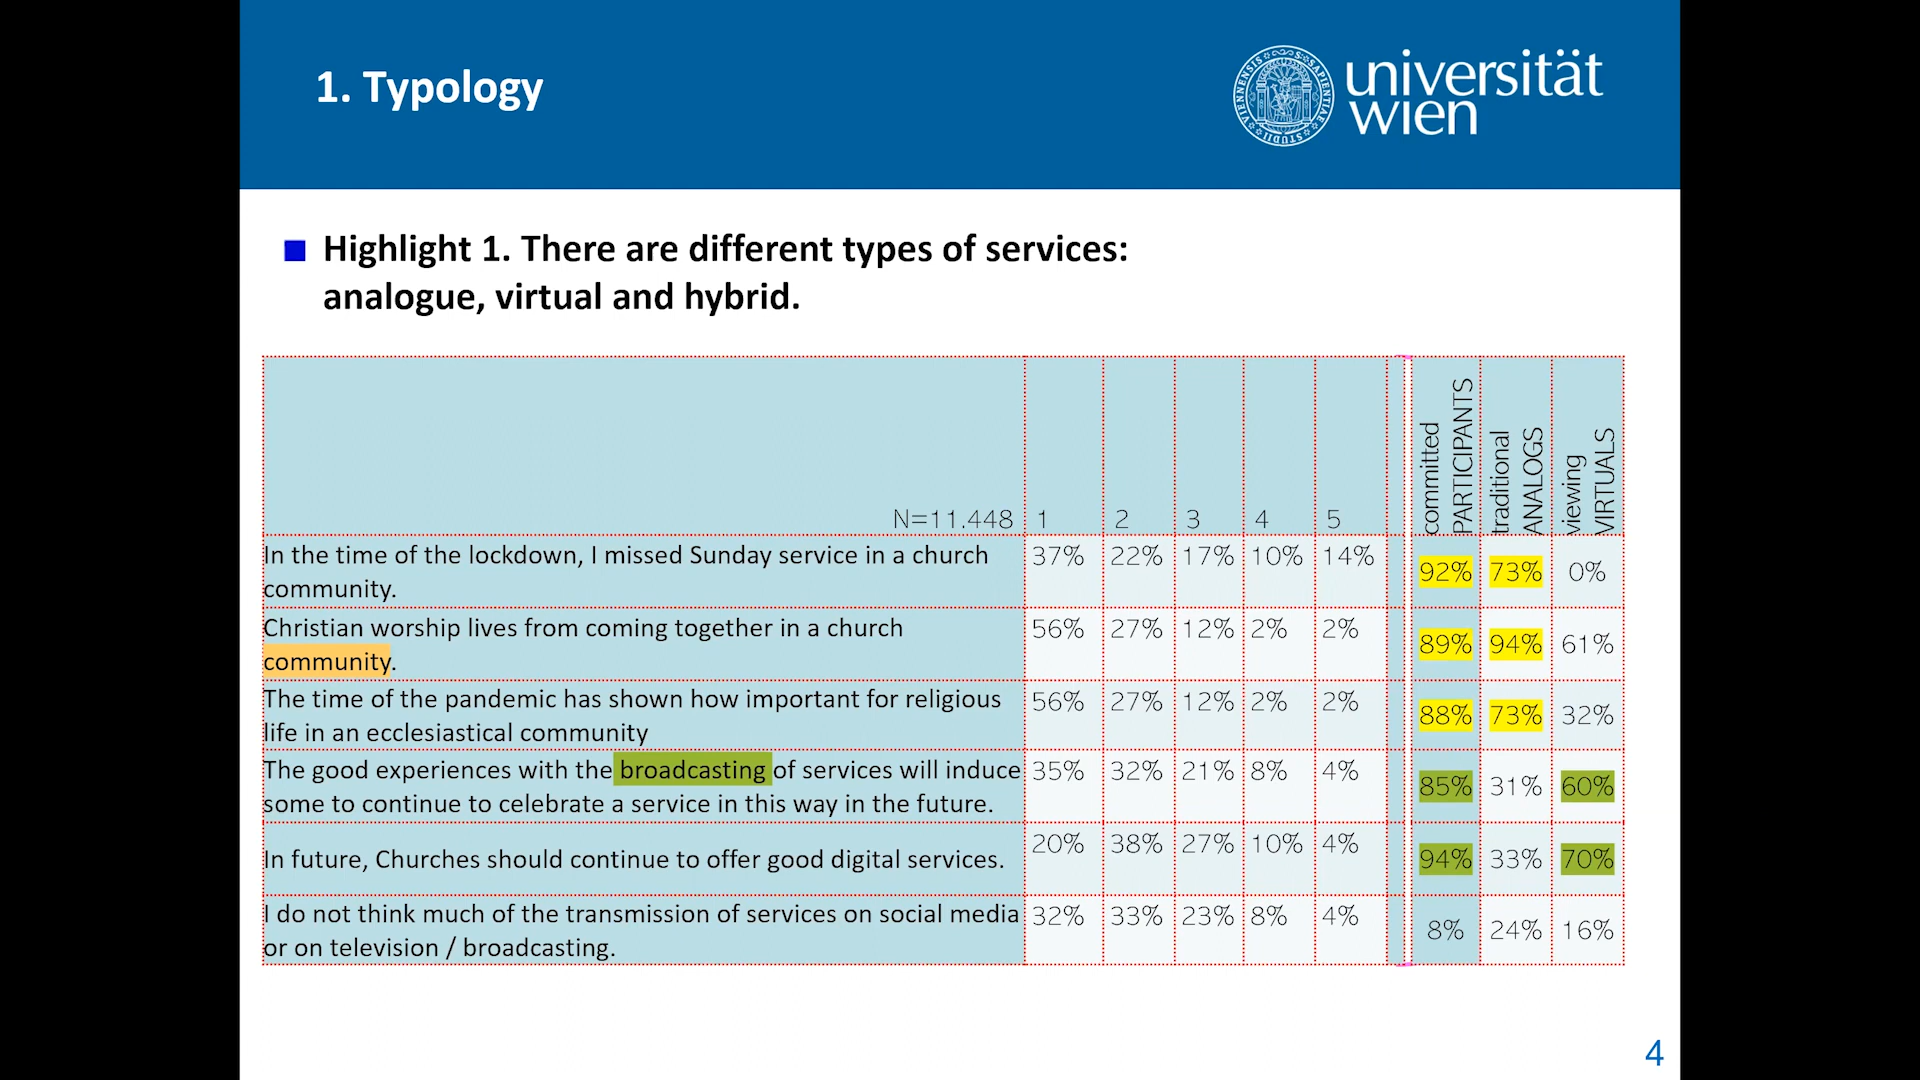 1. Typology
universität
wien
Highlight 1. There are different types of services:
analogue, virtual and hybrid.
N=11.448 1 2 3 4 5 committed PARTICIPANTS traditional ANALOGS viewing VIRTUALS
In the time of the lockdown, I missed Sunday service in a church
community.
37% 22% 17% 10% 14% 92% 73% 0%
Christian worship lives from coming together in a church
community.
56% 27% 12% 2% 2% 89% 94% 61%
The time of the pandemic has shown how important for religious
life in an ecclesiastical community
56% 27% 12% 2% 2% 88% 73% 32%
The good experiences with the broadcasting of services will induce
some to continue to celebrate a service in this way in the future.
35% 32% 21% 8% 4% 85% 31% 60%
In future, Churches should continue to offer good digital services.
20% 38% 27% 10% 4% 94% 33% 70%
I do not think much of the transmission of services on social media
or on television / broadcasting.
32% 33% 23% 8% 4% 8% 24% 16%
4